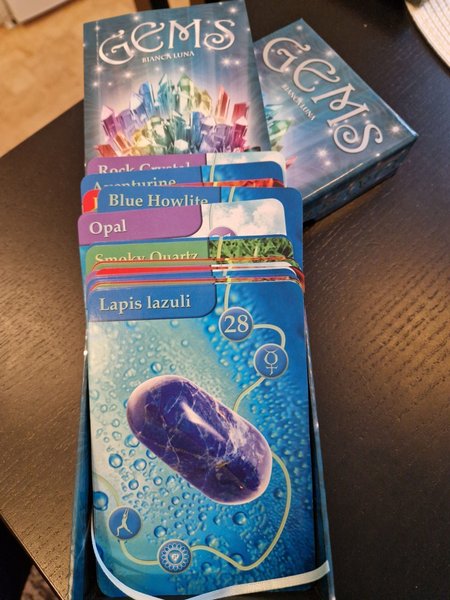 GEMS
BIANCA LUNA
GEMS
BIANCA LUNA
Rock Crystal
Aventurine
Blue Howlite
Opal
Smoky Quartz
Lapis lazuli
28